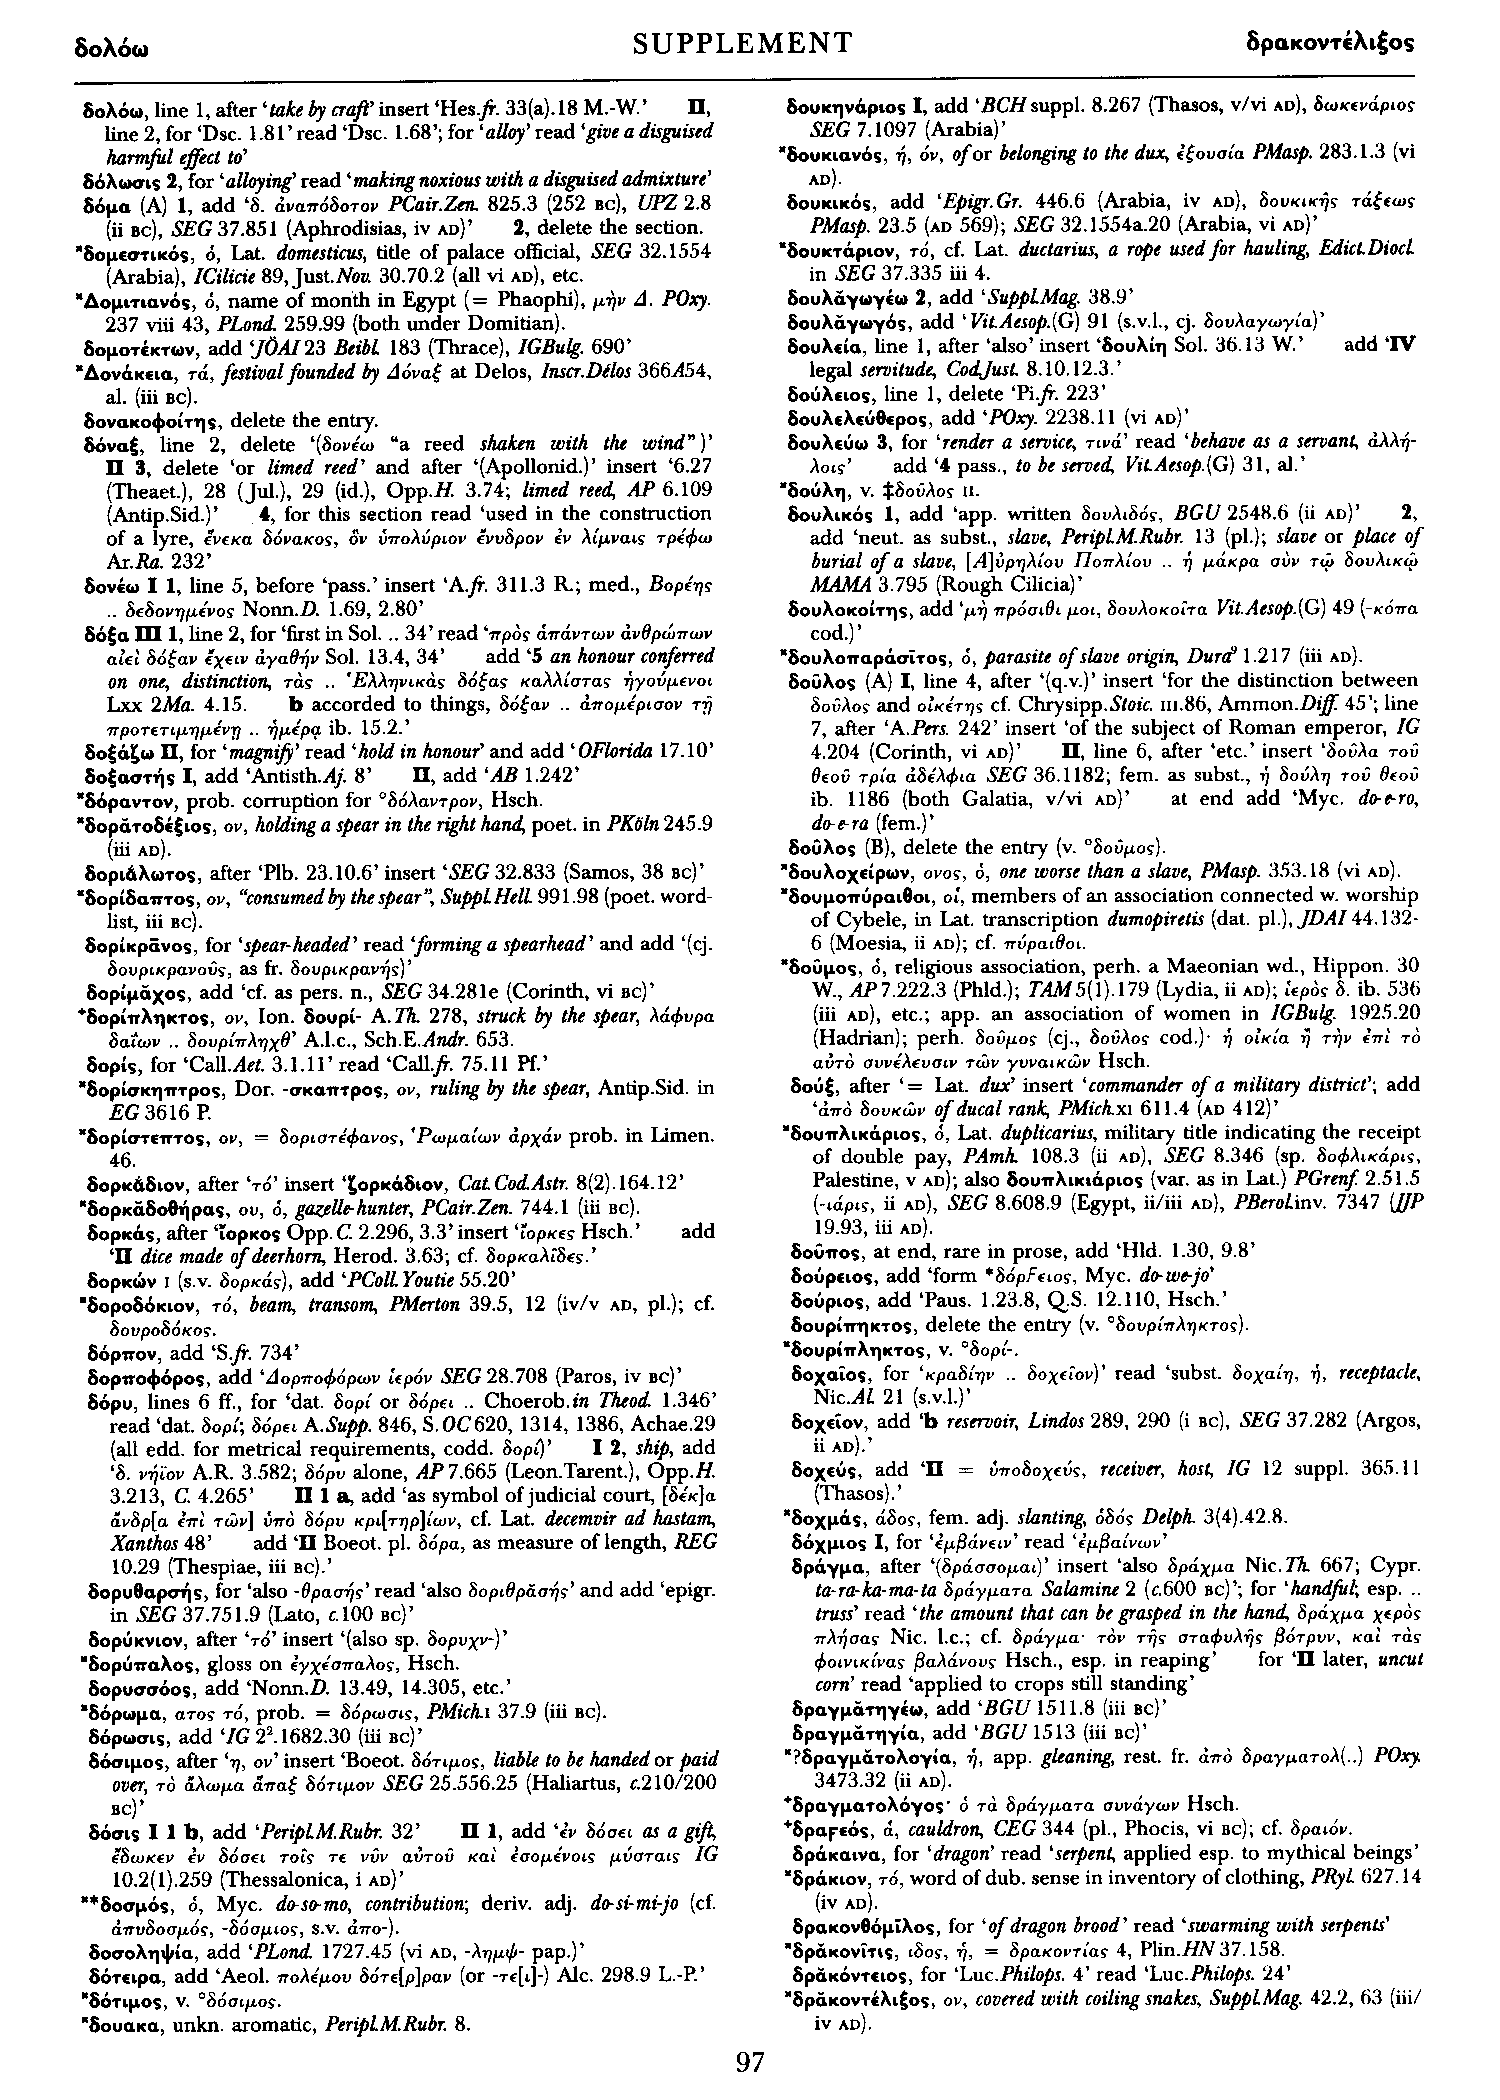 δολόω
SUPPLEMENT
δρακοντέλιξος
δολόω, line 1, after ‘take by craft’ insert ‘Hes.fr. 33(a).18 M.-W.’ II,
line 2, for ‘Dsc. 1.81’ read ‘Dsc. 1.68’; for ‘alloy’ read ‘give a disguised
harmful effect to’
δόλωσις 2, for ‘alloying’ read ‘making noxious with a disguised admixture’
δόμα (A) 1, add ‘δ. ἀναπόδοτον PCair.Zen. 825.3 (252 BC), UPZ 2.8
(ii BC), SEG 37.851 (Aphrodisias, iv AD)’ 2, delete the section.
*δομεστικός, ὁ, Lat. domesticus, title of palace official, SEG 32.1554
(Arabia), ICilicie 89, Just.Nov. 30.70.2 (all vi AD), etc.
*Δομιτιανός, ὁ, name of month in Egypt (= Phaophi), μὴν Δ. POxy.
237 viii 43, PLond. 259.99 (both under Domitian).
δομοτέκτων, add ‘JÖAI 23 Beibl. 183 (Thrace), IGBulg. 690’
*Δονάκεια, τά, festival founded by Δόναξ at Delos, Inscr.Délos 366A54,
al. (iii BC).
δονακοφοίτης, delete the entry.
δόναξ, line 2, delete ‘(δονέω “a reed shaken with the wind”)’
II 3, delete ‘or limed reed’ and after ‘(Apollonid.)’ insert ‘6.27
(Theaet.), 28 (Jul.), 29 (id.), Opp.H. 3.74; limed reed, AP 6.109
(Antip.Sid.)’ 4, for this section read ‘used in the construction
of a lyre, ἕνεκα δόνακος, ὃν ὑπολύριον ἔνυδρον ἐν λίμναις τρέφω
Ar.Ra. 232’
δονέω I 1, line 5, before ‘pass.’ insert ‘A.fr. 311.3 R.; med., Βορέης
.. δεδονημένος Nonn.D. 1.69, 2.80’
δόξα III 1, line 2, for ‘first in Sol. .. 34’ read ‘πρὸς ἁπάντων ἀνθρώπων
αἰεὶ δόξαν ἔχειν ἀγαθήν Sol. 13.4, 34’ add ‘5 an honour conferred
on one, distinction, τὰς .. Ἑλληνικὰς δόξας καλλίστας ἡγούμενοι
Lxx 2Ma. 4.15. b accorded to things, δόξαν .. ἀπομέρισον τῇ
προτετιμημένῃ .. ἡμέρᾳ ib. 15.2.’
δοξάζω II, for ‘magnify’ read ‘hold in honour’ and add ‘OFlorida 17.10’
δοξαστής I, add ‘Antisth.Aj. 8’ II, add ‘AB 1.242’
*δόραντον, prob. corruption for °δόλαντρον, Hsch.
*δορᾰτοδέξιος, ον, holding a spear in the right hand, poet. in PKöln 245.9
(iii AD).
δοριάλωτος, after ‘Plb. 23.10.6’ insert ‘SEG 32.833 (Samos, 38 BC)’
*δορίδαπτος, ον, “consumed by the spear”, Suppl.Hell. 991.98 (poet. word-
list, iii BC).
δορίκρᾱνος, for ‘spear-headed’ read ‘forming a spearhead’ and add ‘(cj.
δουρικρανοῦς, as fr. δουρικρανής)’
δορίμᾰχος, add ‘cf. as pers. n., SEG 34.281e (Corinth, vi BC)’
⁺δορίπληκτος, ον, Ion. δουρί- A.Th. 278, struck by the spear, λάφυρα
δαΐων .. δουρίπληχθ’ A.l.c., Sch.E.Andr. 653.
δορίς, for ‘Call.Aet. 3.1.11’ read ‘Call.fr. 75.11 Pf.’
*δορίσκηπτρος, Dor. -σκαπτρος, ον, ruling by the spear, Antip.Sid. in
EG 3616 P.
*δορίστεπτος, ον, = δοριστέφανος, Ῥωμαίων ἀρχάν prob. in Limen.
46.
δορκάδιον, after ‘τό’ insert ‘ζορκάδιον, Cat.Cod.Astr. 8(2).164.12’
*δορκᾰδοθήρας, ου, ὁ, gazelle-hunter, PCair.Zen. 744.1 (iii BC).
δορκάς, after ‘ἴορκος Opp.C. 2.296, 3.3’ insert ‘ἴορκες Hsch.’ add
‘II dice made of deerhorn, Herod. 3.63; cf. δορκαλῖδες.’
δορκών I (s.v. δορκάς), add ‘PColl.Youtie 55.20’
*δοροδόκιον, τό, beam, transom, PMerton 39.5, 12 (iv/v AD, pl.); cf.
δουροδόκος.
δόρπον, add ‘S.fr. 734’
δορποφόρος, add ‘Δορποφόρων ἱερόν SEG 28.708 (Paros, iv BC)’
δόρυ, lines 6 ff., for ‘dat. δορί or δόρει .. Choerob.in Theod. 1.346’
read ‘dat. δορί; δόρει A.Supp. 846, S.OC 620, 1314, 1386, Achae.29
(all edd. for metrical requirements, codd. δορί)’ I 2, ship, add
‘δ. νήϊον A.R. 3.582; δόρυ alone, AP 7.665 (Leon.Tarent.), Opp.H.
3.213, C. 4.265’ II 1 a, add ‘as symbol of judicial court, [δέκ]α
ἄνδρ[α ἐπὶ τῶν] ὑπὸ δόρυ κρι[τηρ]ίων, cf. Lat. decemvir ad hastam,
Xanthos 48’ add ‘II Boeot. pl. δόρα, as measure of length, REG
10.29 (Thespiae, iii BC).’
δορυθαρσής, for ‘also -θρασής’ read ‘also δοριθρᾰσής’ and add ‘epigr.
in SEG 37.751.9 (Lato, c.100 BC)’
δορύκνιον, after ‘τό’ insert ‘(also sp. δορυχν-)’
*δορύπαλος, gloss on ἐγχέσπαλος, Hsch.
δορυσσόος, add ‘Nonn.D. 13.49, 14.305, etc.’
*δόρωμα, ατος τό, prob. = δόρωσις, PMich.I 37.9 (iii BC).
δόρωσις, add ‘IG 2².1682.30 (iii BC)’
δόσιμος, after ‘η, ον’ insert ‘Boeot. δότιμος, liable to be handed or paid
over, τὸ ἅλωμα ἅπαξ δότιμον SEG 25.556.25 (Haliartus, c.210/200
BC)’
δόσις I 1 b, add ‘Peripl.M.Rubr. 32’ II 1, add ‘ἐν δόσει as a gift,
ἔδωκεν ἐν δόσει τοῖς τε νῦν αὐτοῦ καὶ ἐσομένοις μύσταις IG
10.2(1).259 (Thessalonica, i AD)’
**δοσμός, ὁ, Myc. do-so-mo, contribution; deriv. adj. do-si-mi-jo (cf.
ἀπυδοσμός, -δόσμιος, s.v. ἀπο-).
δοσοληψία, add ‘PLond. 1727.45 (vi AD, -λημψ- pap.)’
δότειρα, add ‘Aeol. πολέμου δότε[ρ]ραν (or -τε[ι]-) Alc. 298.9 L.-P.’
*δότιμος, v. °δόσιμος.
*δουακα, unkn. aromatic, Peripl.M.Rubr. 8.
δουκηνάριος I, add ‘BCH suppl. 8.267 (Thasos, v/vi AD), δωκενάριος
SEG 7.1097 (Arabia)’
*δουκιανός, ή, όν, of or belonging to the dux, ἐξουσία PMasp. 283.1.3 (vi
AD).
δουκικός, add ‘Epigr.Gr. 446.6 (Arabia, iv AD), δουκικῆς τάξεως
PMasp. 23.5 (AD 569); SEG 32.1554a.20 (Arabia, vi AD)’
*δουκτάριον, τό, cf. Lat. ductarius, a rope used for hauling, Edict.Diocl.
in SEG 37.335 iii 4.
δουλᾰγωγέω 2, add ‘Suppl.Mag. 38.9’
δουλᾰγωγός, add ‘Vit.Aesop.(G) 91 (s.v.l., cj. δουλαγωγία)’
δουλεία, line 1, after ‘also’ insert ‘δουλίη Sol. 36.13 W.’ add ‘IV
legal servitude, Cod.Just. 8.10.12.3.’
δούλειος, line 1, delete ‘Pi.fr. 223’
δουλελεύθερος, add ‘POxy. 2238.11 (vi AD)’
δουλεύω 3, for ‘render a service, τινά’ read ‘behave as a servant, ἀλλή-
λοις’ add ‘4 pass., to be served, Vit.Aesop.(G) 31, al.’
*δούλη, v. ‡δοῦλος II.
δουλικός 1, add ‘app. written δουλιδός, BGU 2548.6 (ii AD)’ 2,
add ‘neut. as subst., slave, Peripl.M.Rubr. 13 (pl.); slave or place of
burial of a slave, [Α]ὐρηλίου Ποπλίου .. ἡ μάκρα σὺν τῷ δουλικῷ
MAMA 3.795 (Rough Cilicia)’
δουλοκοίτης, add ‘μὴ πρόσιθι μοι, δουλοκοῖτα Vit.Aesop.(G) 49 (-κόπα
cod.)’
*δουλοπαράσῑτος, ὁ, parasite of slave origin, Dura⁹ 1.217 (iii AD).
δοῦλος (A) I, line 4, after ‘(q.v.)’ insert ‘for the distinction between
δοῦλος and οἰκέτης cf. Chrysipp.Stoic. III.86, Ammon.Diff. 45’; line
7, after ‘A.Pers. 242’ insert ‘of the subject of Roman emperor, IG
4.204 (Corinth, vi AD)’ II, line 6, after ‘etc.’ insert ‘δοῦλα τοῦ
θεοῦ τρία ἀδέλφια SEG 36.1182; fem. as subst., ἡ δούλη τοῦ θεοῦ
ib. 1186 (both Galatia, v/vi AD)’ at end add ‘Myc. do-e-ro,
do-e-ra (fem.)’
δοῦλος (B), delete the entry (v. °δοῦμος).
*δουλοχείρων, ονος, ὁ, one worse than a slave, PMasp. 353.18 (vi AD).
*δουμοπύραιθοι, οἱ, members of an association connected w. worship
of Cybele, in Lat. transcription dumopiretis (dat. pl.), JDAI 44.132-
6 (Moesia, ii AD); cf. πύραιθοι.
*δοῦμος, ὁ, religious association, perh. a Maeonian wd., Hippon. 30
W., AP 7.222.3 (Phld.); TAM 5(1).179 (Lydia, ii AD); ἱερὸς δ. ib. 536
(iii AD), etc.; app. an association of women in IGBulg. 1925.20
(Hadrian); perh. δοῦμος (cj., δοῦλος cod.)· ἡ οἰκία ἢ τὴν ἐπὶ τὸ
αὐτὸ συνέλευσιν τῶν γυναικῶν Hsch.
δούξ, after ‘= Lat. dux’ insert ‘commander of a military district’; add
‘ἀπὸ δουκῶν of ducal rank, PMich.XI 611.4 (AD 412)’
*δουπλικάριος, ὁ, Lat. duplicarius, military title indicating the receipt
of double pay, PAmh. 108.3 (ii AD), SEG 8.346 (sp. δοφλικάρις,
Palestine, v AD); also δουπλικιάριος (var. as in Lat.) PGrenf. 2.51.5
(-ιάρις, ii AD), SEG 8.608.9 (Egypt, ii/iii AD), PBerol.inv. 7347 (JJP
19.93, iii AD).
δοῦπος, at end, rare in prose, add ‘Hld. 1.30, 9.8’
δούρειος, add ‘form *δόρϝειος, Myc. do-we-jo’
δούριος, add ‘Paus. 1.23.8, Q.S. 12.110, Hsch.’
δουρίπηκτος, delete the entry (v. °δουρίπληκτος).
*δουρίπληκτος, v. °δορί-.
δοχαῖος, for ‘κραδίην .. δοχεῖον)’ read ‘subst. δοχαίη, ἡ, receptacle,
Nic.Al. 21 (s.v.l.)’
δοχεῖον, add ‘b reservoir, Lindos 289, 290 (i BC), SEG 37.282 (Argos,
ii AD).’
δοχεύς, add ‘II = ὑποδοχεύς, receiver, host, IG 12 suppl. 365.11
(Thasos).’
*δοχμάς, άδος, fem. adj. slanting, ὁδός Delph. 3(4).42.8.
δόχμιος I, for ‘ἐμβάνειν’ read ‘ἐμβαίνων’
δράγμα, after ‘(δράσσομαι)’ insert ‘also δράχμα Nic.Th. 667; Cypr.
ta-ra-ka-ma-ta δράγματα Salamine 2 (c.600 BC)’; for ‘handful; esp. ..
truss’ read ‘the amount that can be grasped in the hand, δράχμα χερὸς
πλήσας Nic. l.c.; cf. δράγμα· τὸν τῆς σταφυλῆς βότρυν, καὶ τὰς
φοινικίνας βαλάνους Hsch., esp. in reaping’ for ‘II later, uncut
corn’ read ‘applied to crops still standing’
δραγμᾰτηγέω, add ‘BGU 1511.8 (iii BC)’
δραγμᾰτηγία, add ‘BGU 1513 (iii BC)’
*?δραγμᾰτολογία, ἡ, app. gleaning, rest. fr. ἀπὸ δραγματολ(..) POxy.
3473.32 (ii AD).
⁺δραγματολόγος· ὁ τὰ δράγματα συνάγων Hsch.
⁺δραϝεός, ά, cauldron, CEG 344 (pl., Phocis, vi BC); cf. δραιόν.
δράκαινα, for ‘dragon’ read ‘serpent, applied esp. to mythical beings’
*δράκιον, τό, word of dub. sense in inventory of clothing, PRyl. 627.14
(iv AD).
δρακονθόμῑλος, for ‘of dragon brood’ read ‘swarming with serpents’
*δρᾰκονῖτις, ιδος, ἡ, = δρακοντίας 4, Plin.HN 37.158.
δρᾰκόντειος, for ‘Luc.Philops. 4’ read ‘Luc.Philops. 24’
*δρᾰκοντέλιξος, ον, covered with coiling snakes, Suppl.Mag. 42.2, 63 (iii/
iv AD).
97